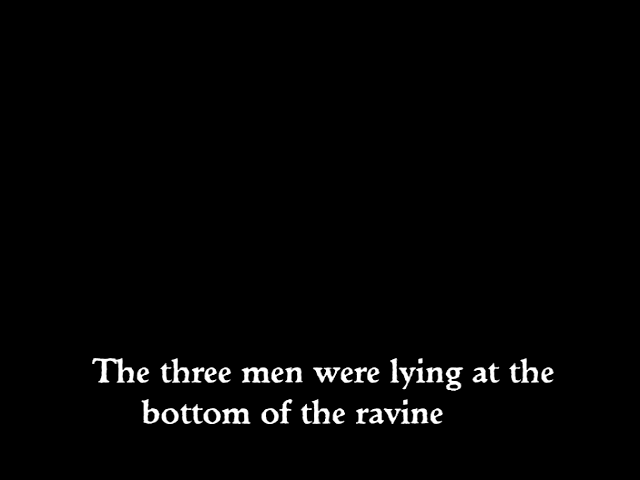 The three men were lying at the
bottom of the ravine